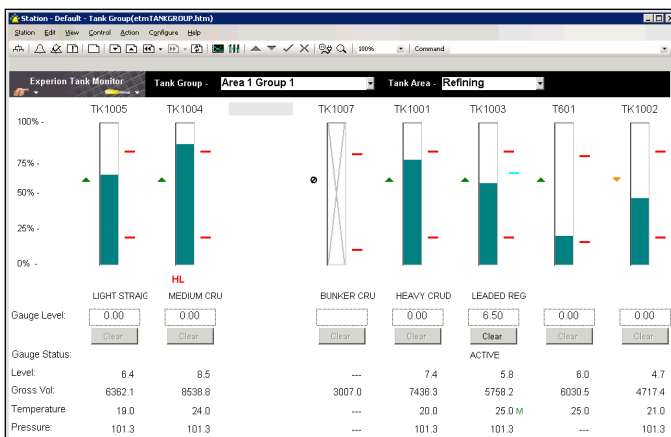 Station - Default - Tank Group(etmTANKGROUP.htm)
Station Edit View Control Action Configure Help
100% Command
Experion Tank Monitor Tank Group - Area 1 Group 1 Tank Area - Refining
TK1005 TK1004 TK1007 TK1001 TK1003 T601 TK1002
100% -
75% -
50% -
25% -
0% -
HL
LIGHT STRAIG MEDIUM CRU BUNKER CRU HEAVY CRUD LEADED REG
Gauge Level: 0.00 0.00 0.00 6.50 0.00 0.00
Clear Clear Clear Clear Clear Clear Clear
Gauge Status: ACTIVE
Level: 6.4 8.5 --- 7.4 5.8 6.0 4.7
Gross Vol: 6362.1 8538.8 3007.0 7436.3 5758.2 6030.5 4717.4
Temperature 19.0 24.0 --- 20.0 25.0 M 25.0 21.0
Pressure: 101.3 101.3 --- 101.3 101.3 --- 101.3